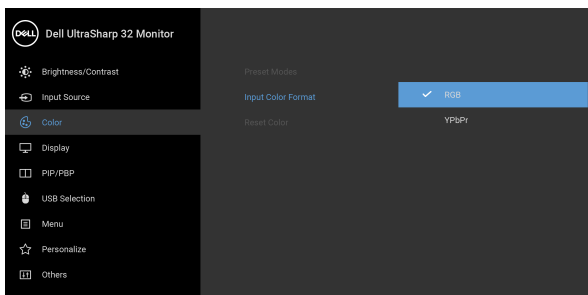 DELL Dell UltraSharp 32 Monitor
Brightness/Contrast
Input Source
Color
Display
PIP/PBP
USB Selection
Menu
Personalize
Others
Preset Modes
Input Color Format
Reset Color
RGB
YPbPr